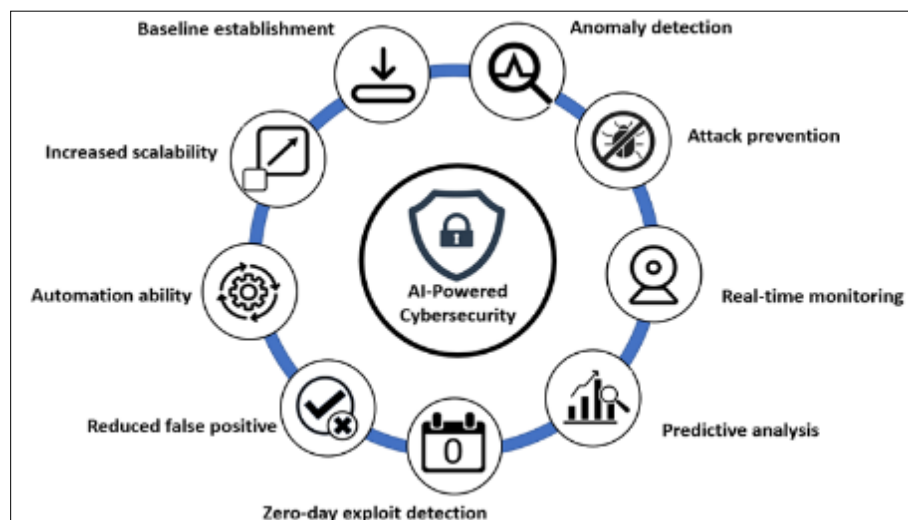 Baseline establishment
Anomaly detection
Increased scalability
Attack prevention
AI-Powered
Cybersecurity
Automation ability
Real-time monitoring
Reduced false positive
Predictive analysis
0
Zero-day exploit detection